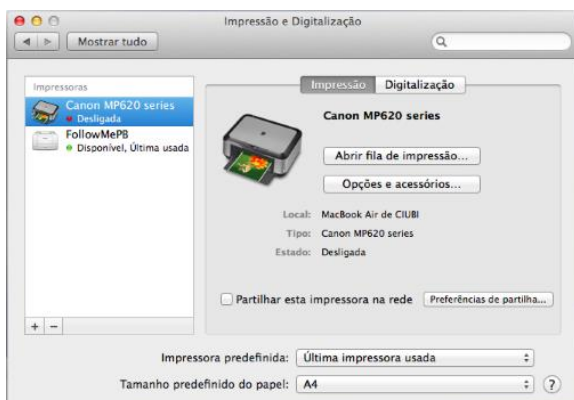 Impressão e Digitalização
Mostrar tudo
Impressoras
Canon MP620 series
Desligada
FollowMePB
Disponível, Última usada
+ −
Impressão Digitalização
Canon MP620 series
Abrir fila de impressão...
Opções e acessórios...
Local: MacBook Air de CIUBI
Tipo: Canon MP620 series
Estado: Desligada
Partilhar esta impressora na rede Preferências de partilha...
Impressora predefinida: Última impressora usada
Tamanho predefinido do papel: A4 ?